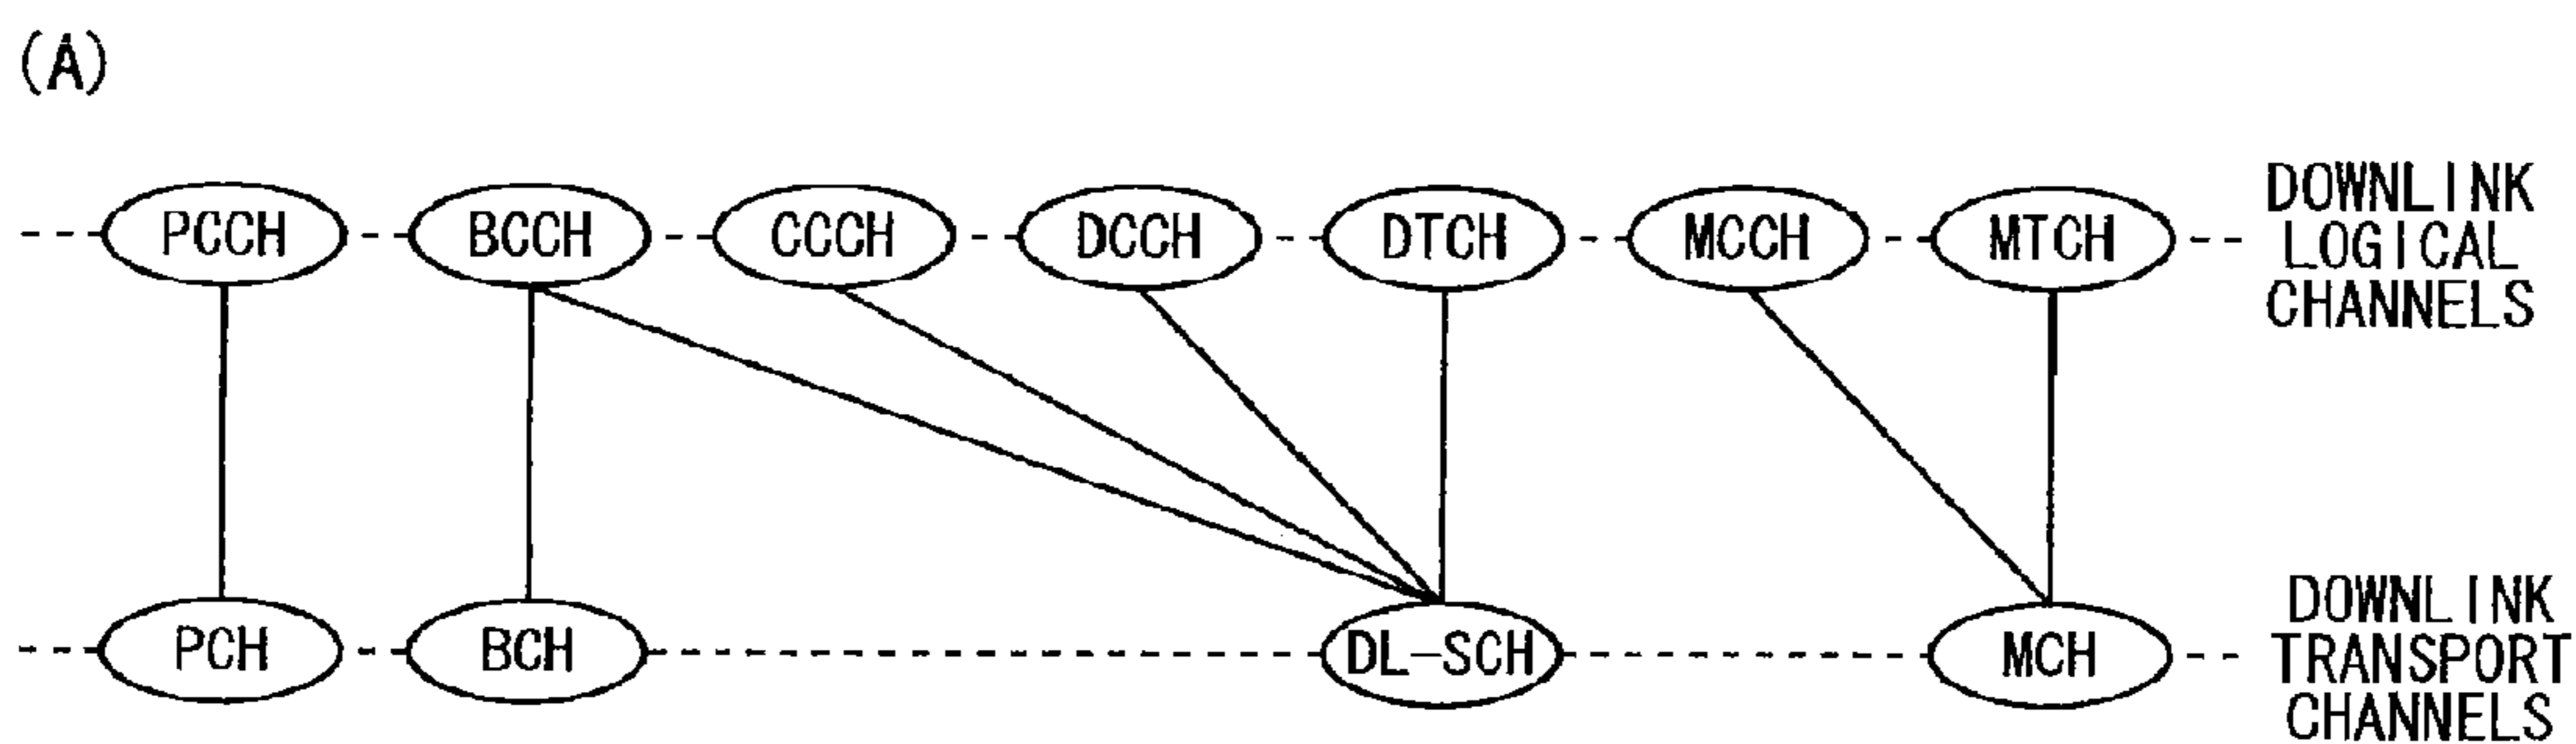 (A)
PCCH BCCH CCCH DCCH DTCH MCCH MTCH
DOWNLINK
LOGICAL
CHANNELS
PCH BCH DL-SCH MCH
DOWNLINK
TRANSPORT
CHANNELS